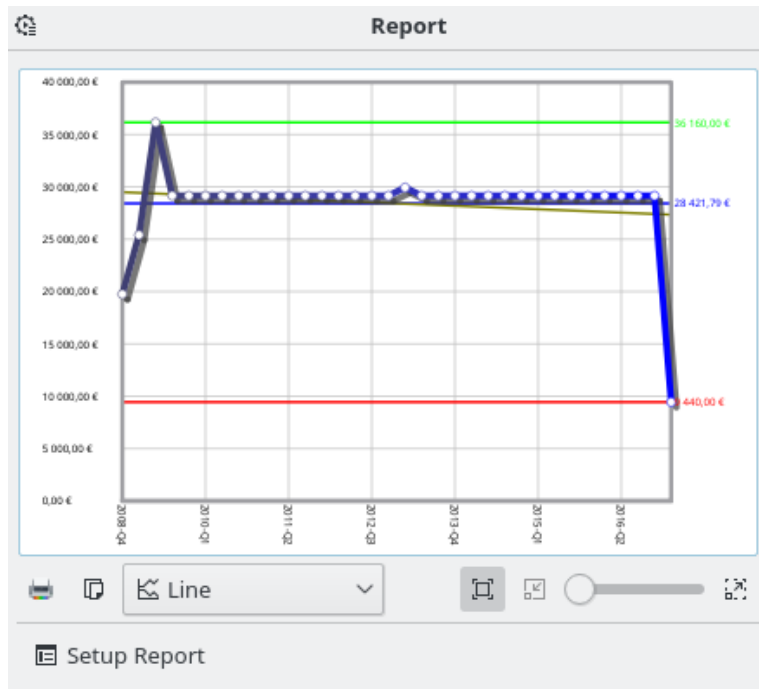 Report
40 000,00 €
36 160,00 €
35 000,00 €
30 000,00 €
28 421,79 €
25 000,00 €
20 000,00 €
15 000,00 €
10 000,00 €
440,00 €
5 000,00 €
0,00 €
2008-Q4
2010-Q1
2011-Q2
2012-Q3
2013-Q4
2015-Q1
2016-Q2
Line
Setup Report